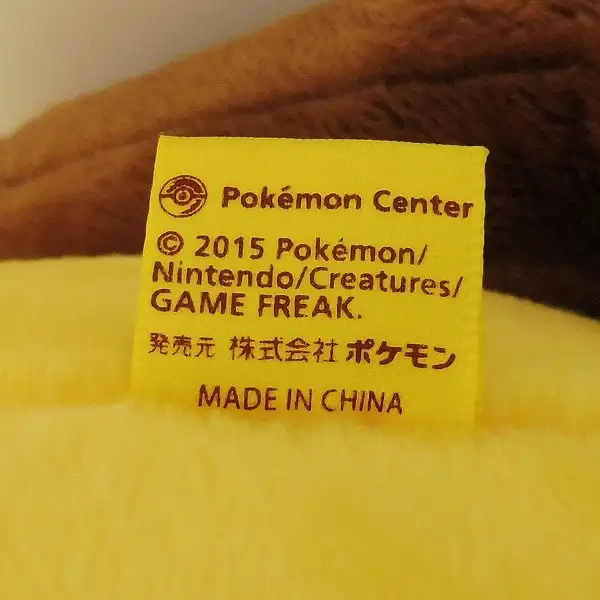 Pokémon Center
© 2015 Pokémon/
Nintendo/Creatures/
GAME FREAK.
発売元 株式会社ポケモン
MADE IN CHINA